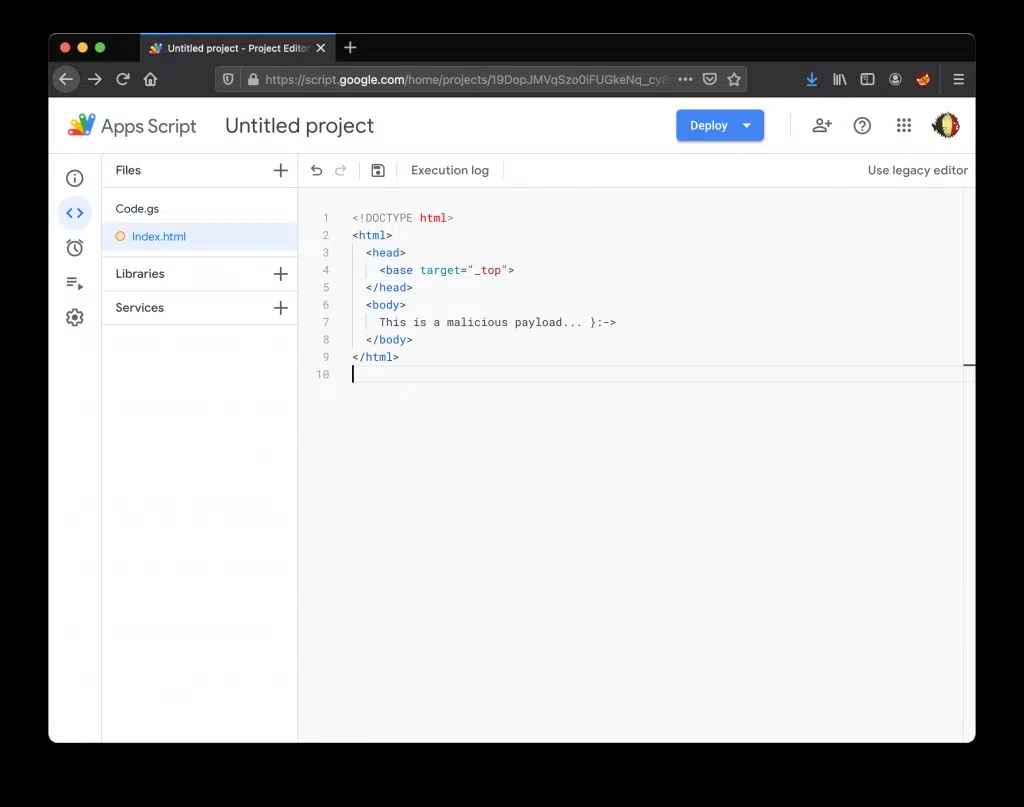 Untitled project - Project Editor
https://script.google.com/home/projects/19DopJMVqSzo0iFUGkeNq_cy8
Apps Script
Untitled project
Deploy
Files
Execution log
Use legacy editor
Code.gs
Index.html
Libraries
Services
1 <!DOCTYPE html>
2 <html>
3 <head>
4 <base target="_top">
5 </head>
6 <body>
7 This is a malicious payload... }:->
8 </body>
9 </html>
10